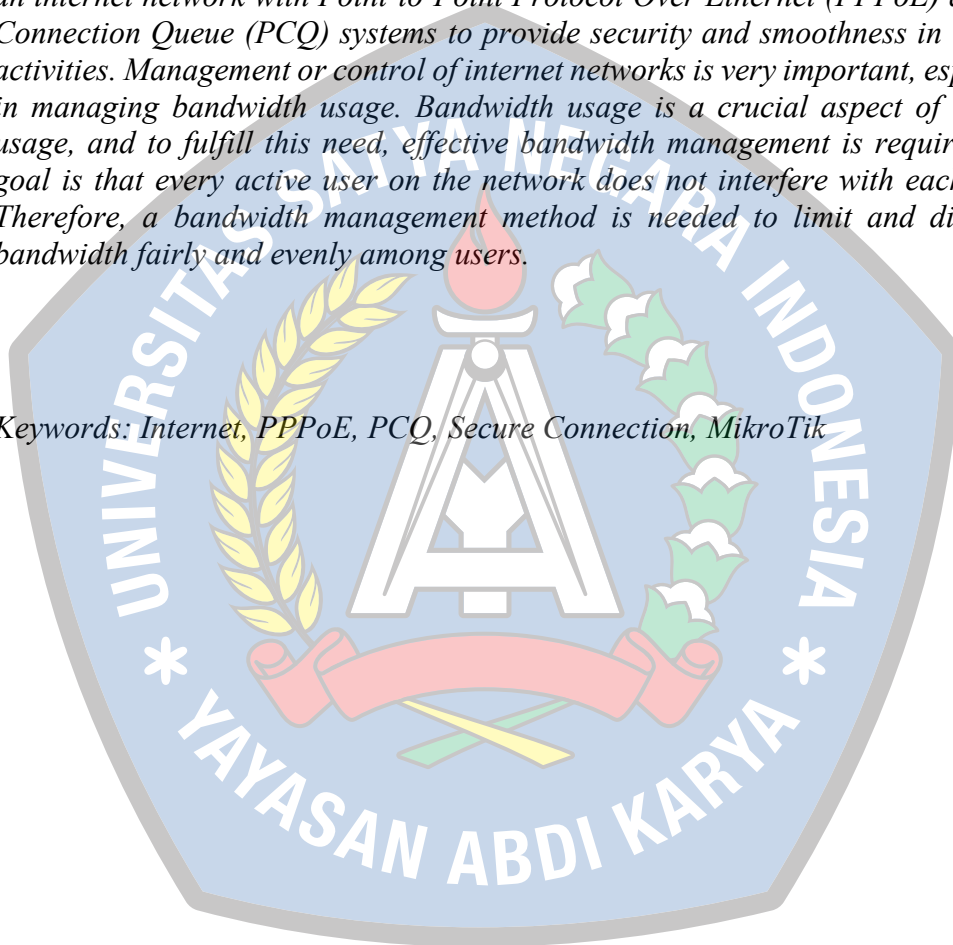 an internet network with Point to Point Protocol Over Ethernet (PPPoE)
Connection Queue (PCQ) systems to provide security and smoothness in
activities. Management or control of internet networks is very important,
in managing bandwidth usage. Bandwidth usage is a crucial aspect of
usage, and to fulfill this need, effective bandwidth management is
goal is that every active user on the network does not interfere with each
Therefore, a bandwidth management method is needed to limit and
bandwidth fairly and evenly among users.
Keywords: Internet, PPPoE, PCQ, Secure Connection, MikroTik
UNIVERSITAS SATYA NEGARA INDONESIA
* YAYASAN ABDI KARYA *